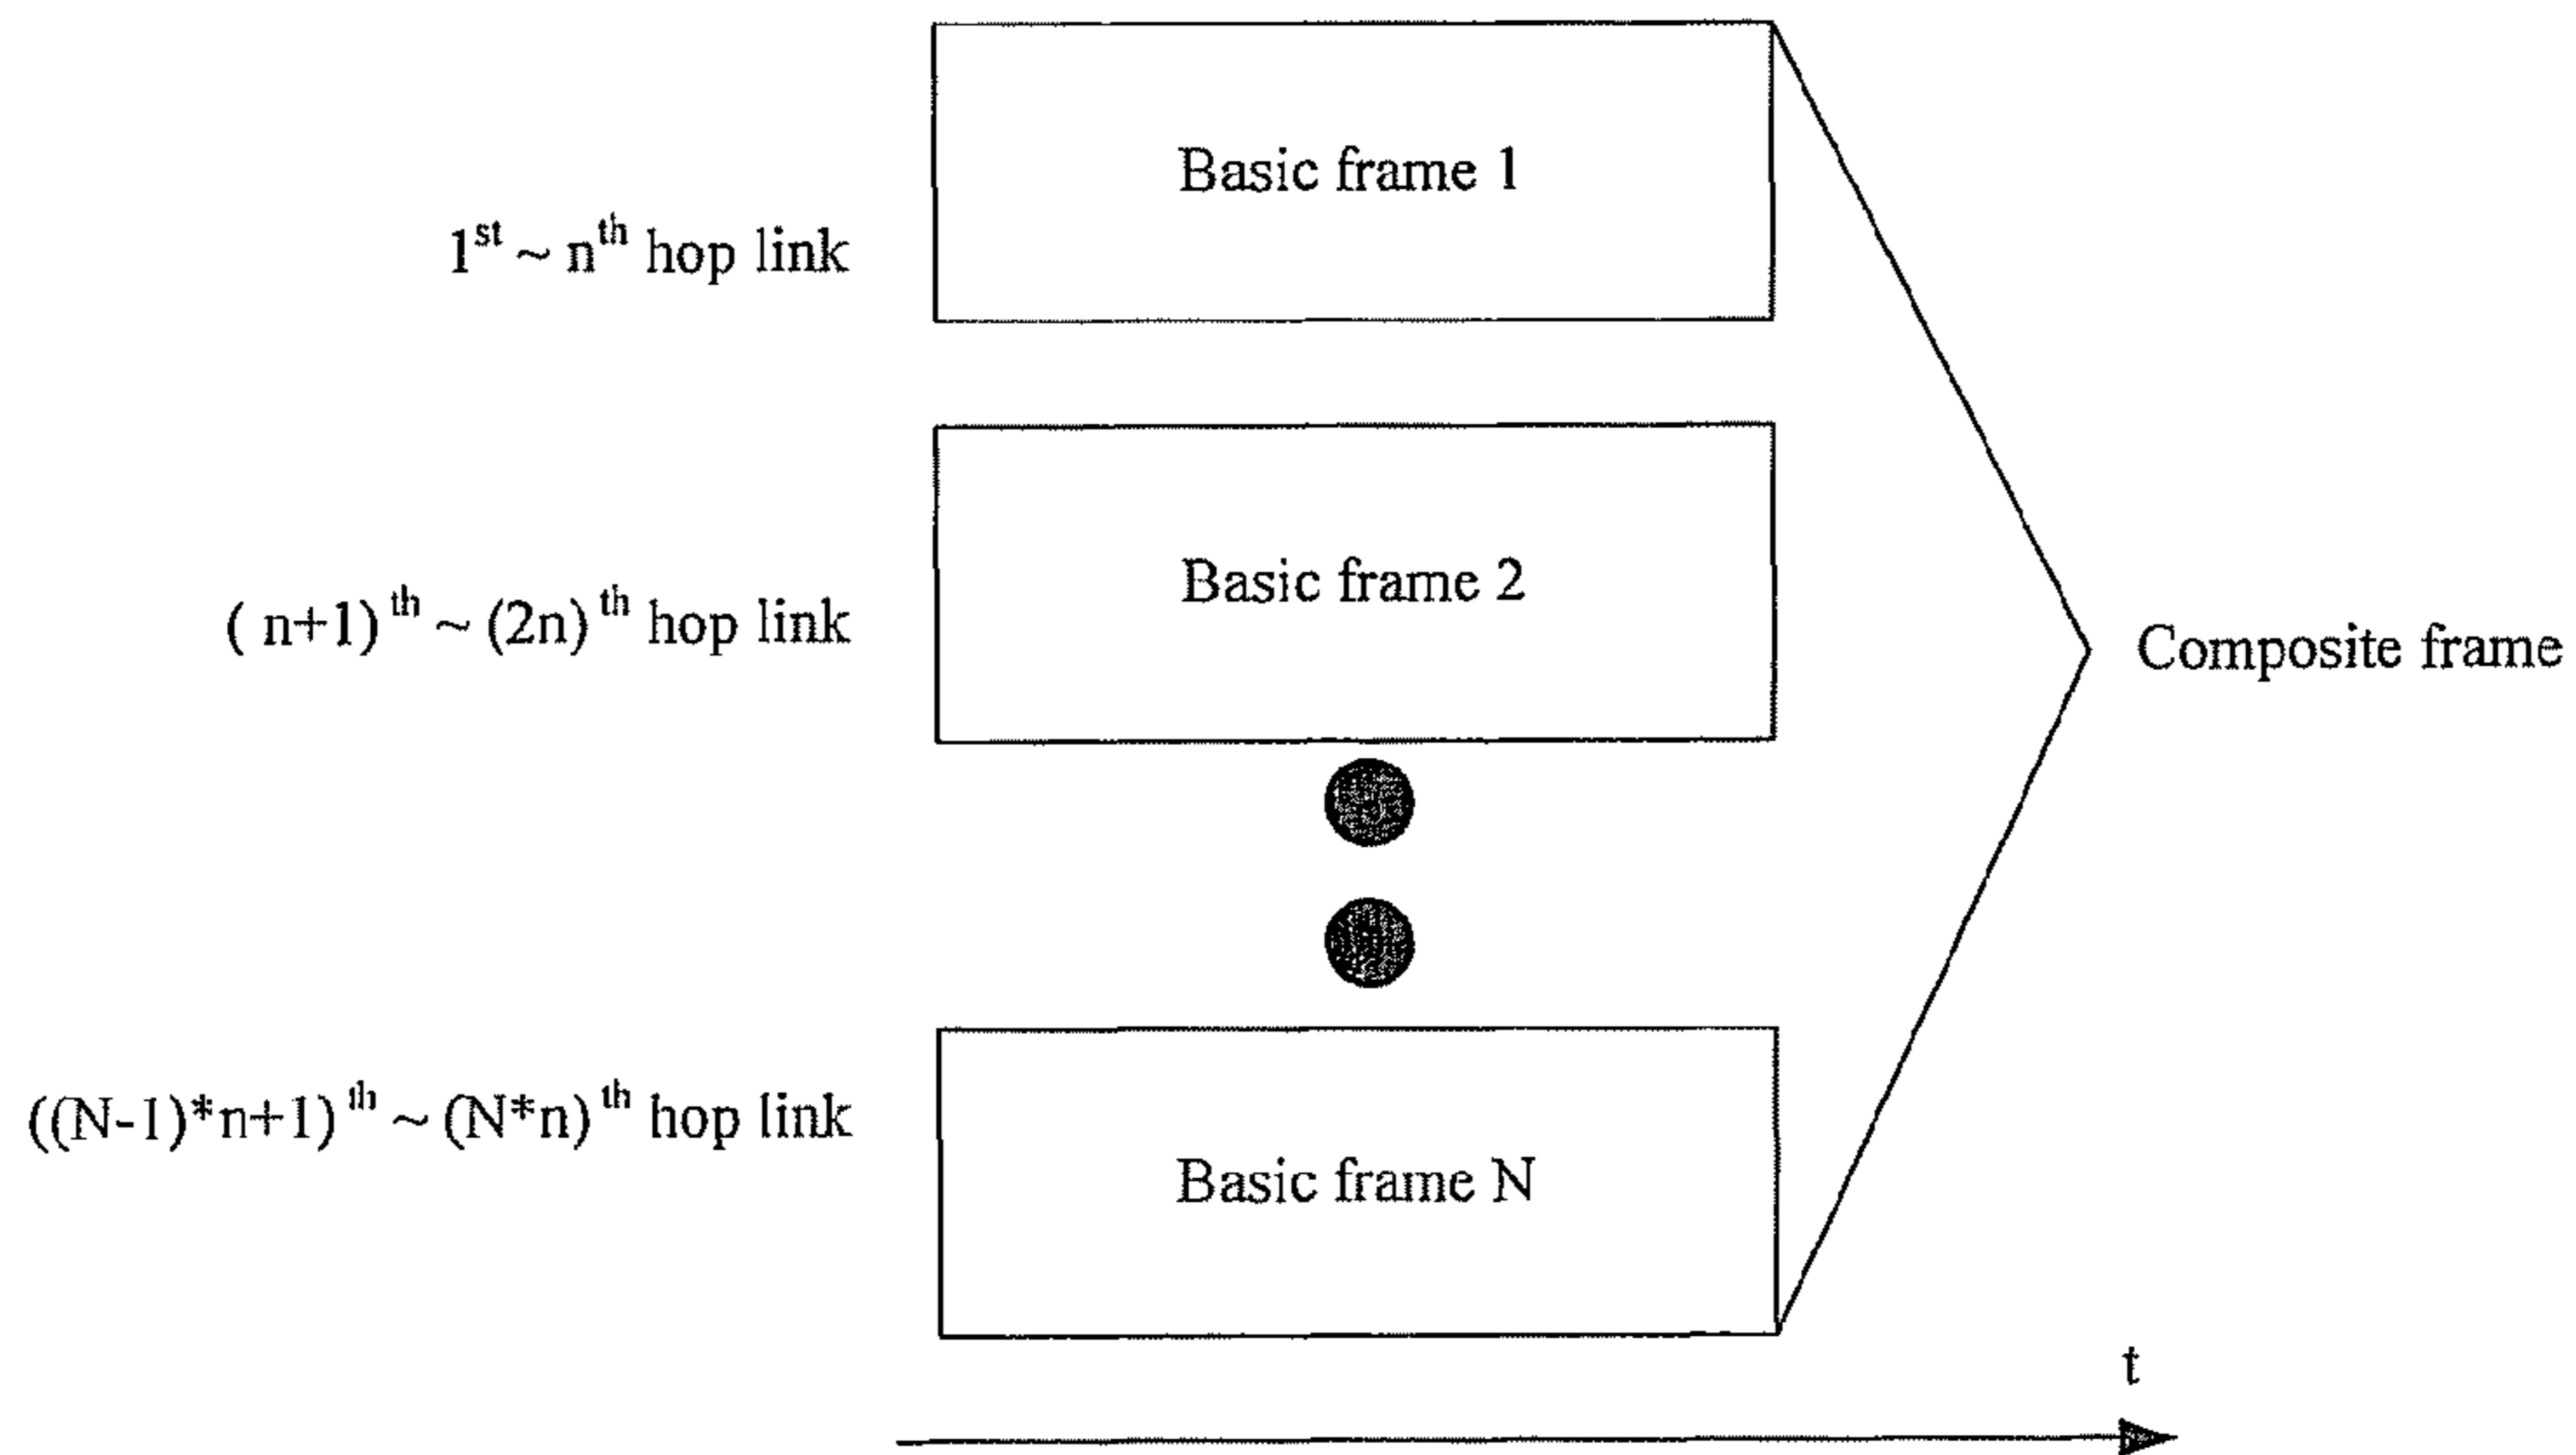 Basic frame 1
1st ~ nth hop link
Basic frame 2
( n+1) th ~ (2n) th hop link
Composite frame
((N-1)*n+1) th ~ (N*n) th hop link
Basic frame N
t